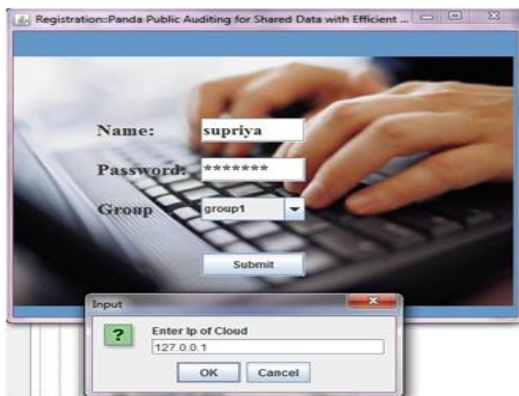 Registration::Panda Public Auditing for Shared Data with Efficient ...
Name: supriya
Password: *******
Group group1
Submit
Input
Enter Ip of Cloud
127.0.0.1
OK Cancel